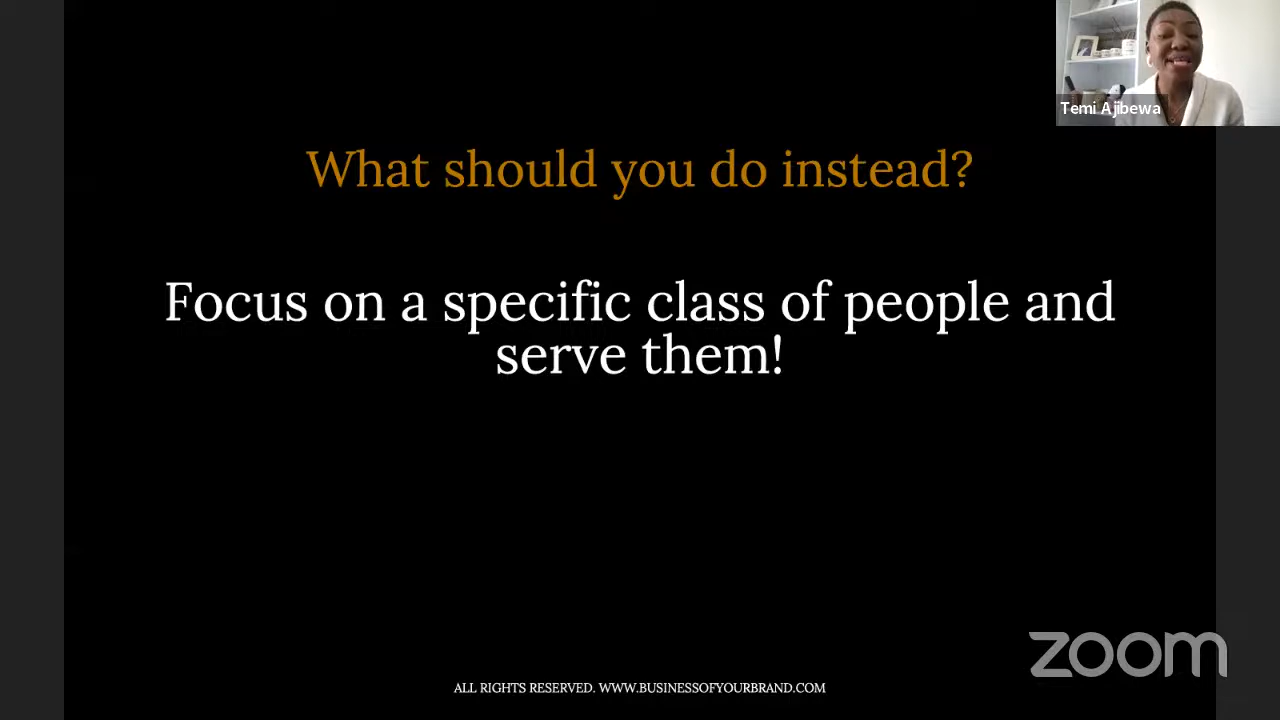 Temi Ajibewa
What should you do instead?
Focus on a specific class of people and
serve them!
zoom
ALL RIGHTS RESERVED. WWW.BUSINESSOFYOURBRAND.COM